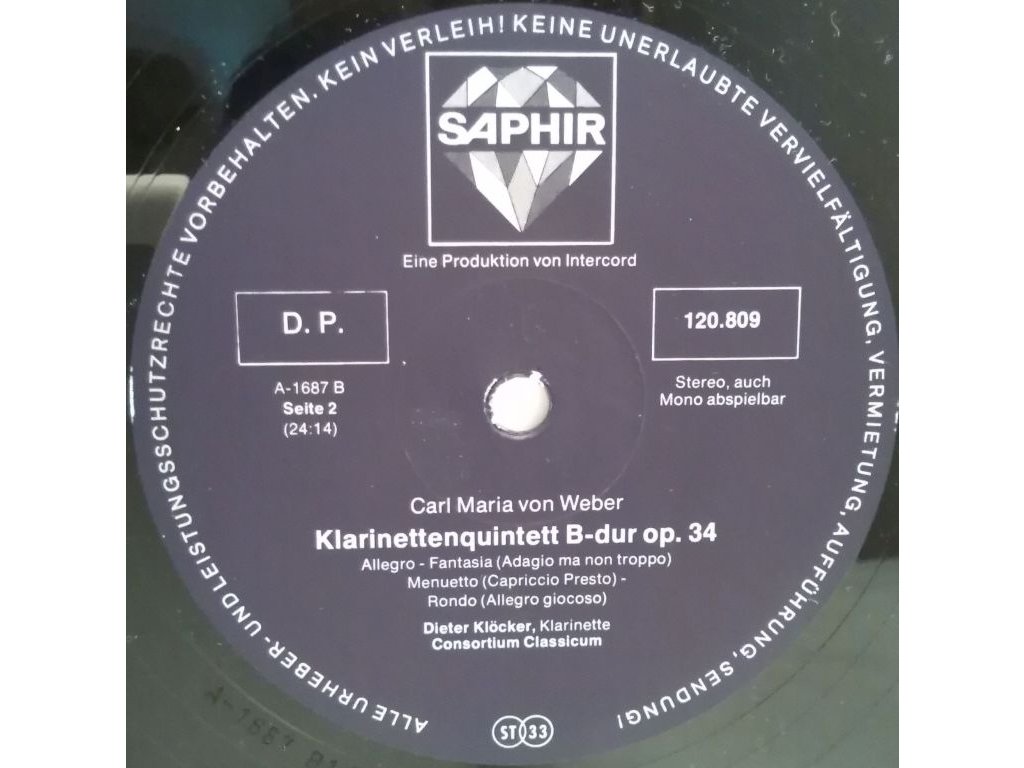 ALLE URHEBER- UND LEISTUNGSSCHUTZRECHTE VORBEHALTEN. KEIN VERLEIH! KEINE UNERLAUBTE VERVIELFÄLTIGUNG, VERMIETUNG, AUFFÜHRUNG, SENDUNG!
SAPHIR
Eine Produktion von Intercord
D. P.
120.809
A-1687 B
Seite 2
(24:14)
Stereo, auch
Mono abspielbar
Carl Maria von Weber
Klarinettenquintett B-dur op. 34
Allegro - Fantasia (Adagio ma non troppo)
Menuetto (Capriccio Presto) -
Rondo (Allegro giocoso)
Dieter Klöcker, Klarinette
Consortium Classicum
ST 33
A-1687